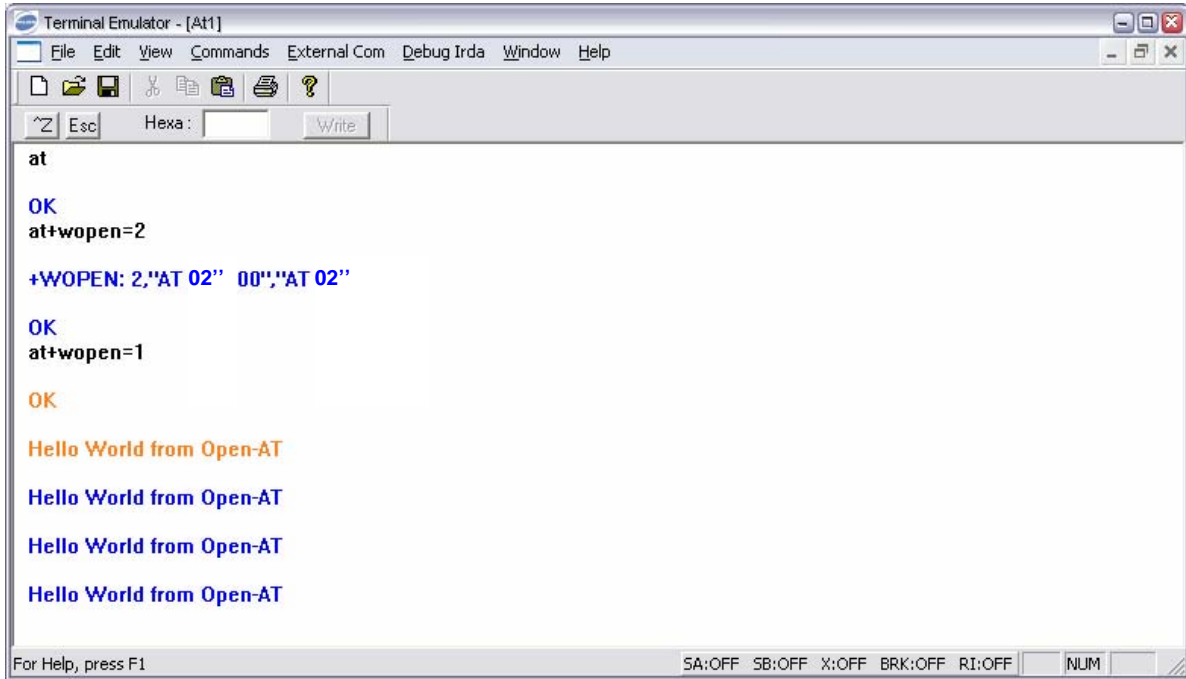 Terminal Emulator - [At1]
File Edit View Commands External Com Debug Irda Window Help
^Z Esc Hexa : Write
at
OK
at+wopen=2
+WOPEN: 2,"AT 02’’ 00","AT 02’’
OK
at+wopen=1
OK
Hello World from Open-AT
Hello World from Open-AT
Hello World from Open-AT
Hello World from Open-AT
For Help, press F1 SA:OFF SB:OFF X:OFF BRK:OFF RI:OFF NUM